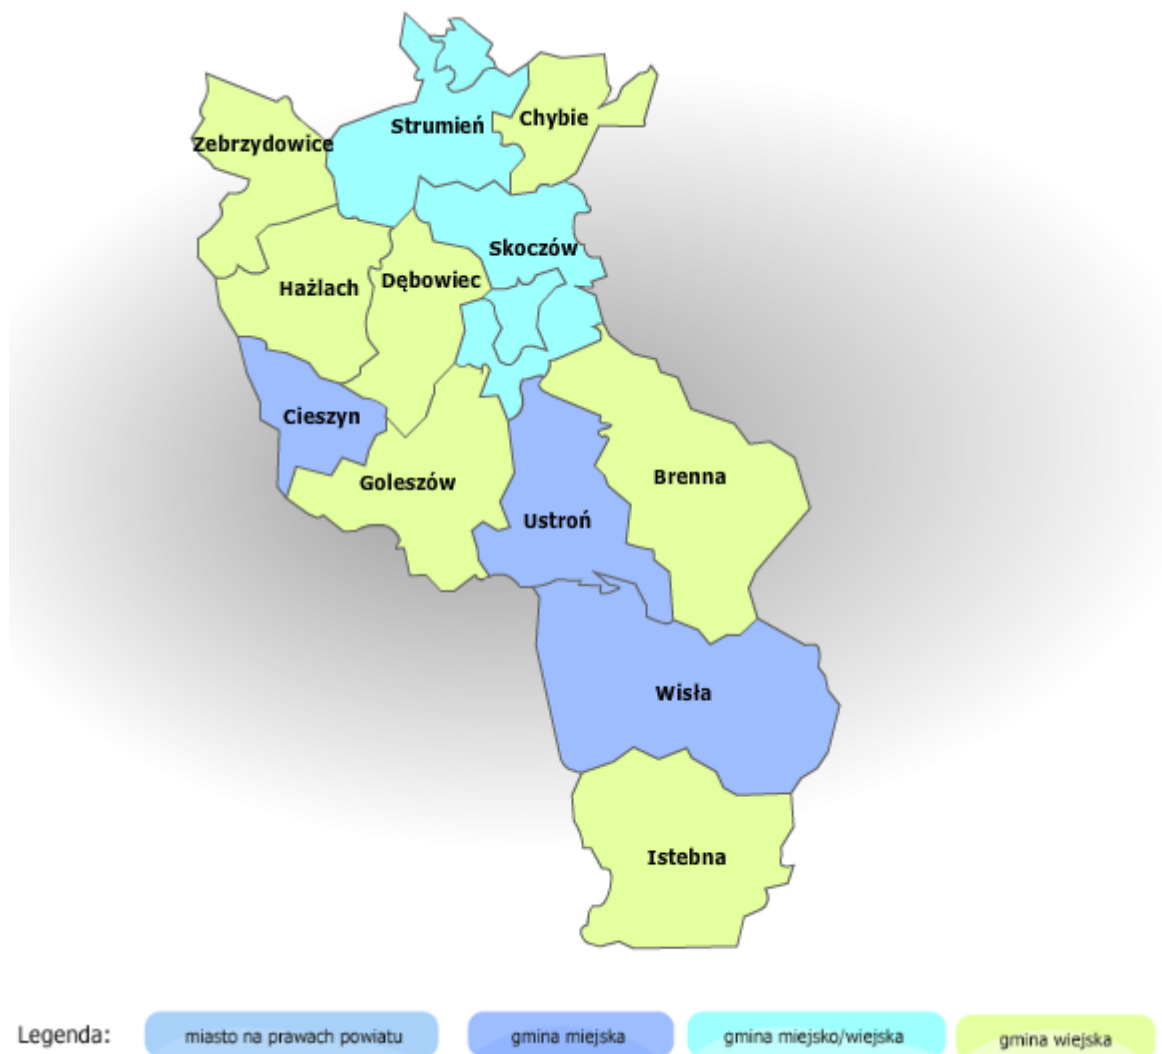 Chybie
Strumień
Zebrzydowice
Skoczów
Dębowiec
Hażlach
Cieszyn
Brenna
Goleszów
Ustroń
Wisła
Istebna
Legenda: miasto na prawach powiatu gmina miejska gmina miejsko/wiejska gmina wiejska